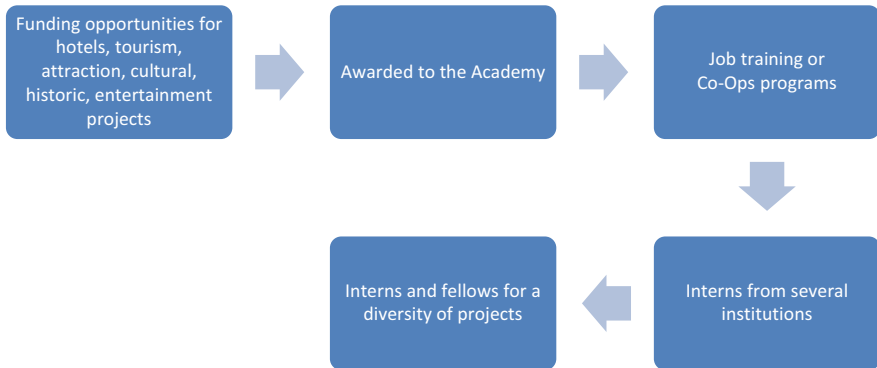 Funding opportunities for
hotels, tourism,
attraction, cultural,
historic, entertainment
projects
Awarded to the Academy
Job training or
Co-Ops programs
Interns from several
institutions
Interns and fellows for a
diversity of projects